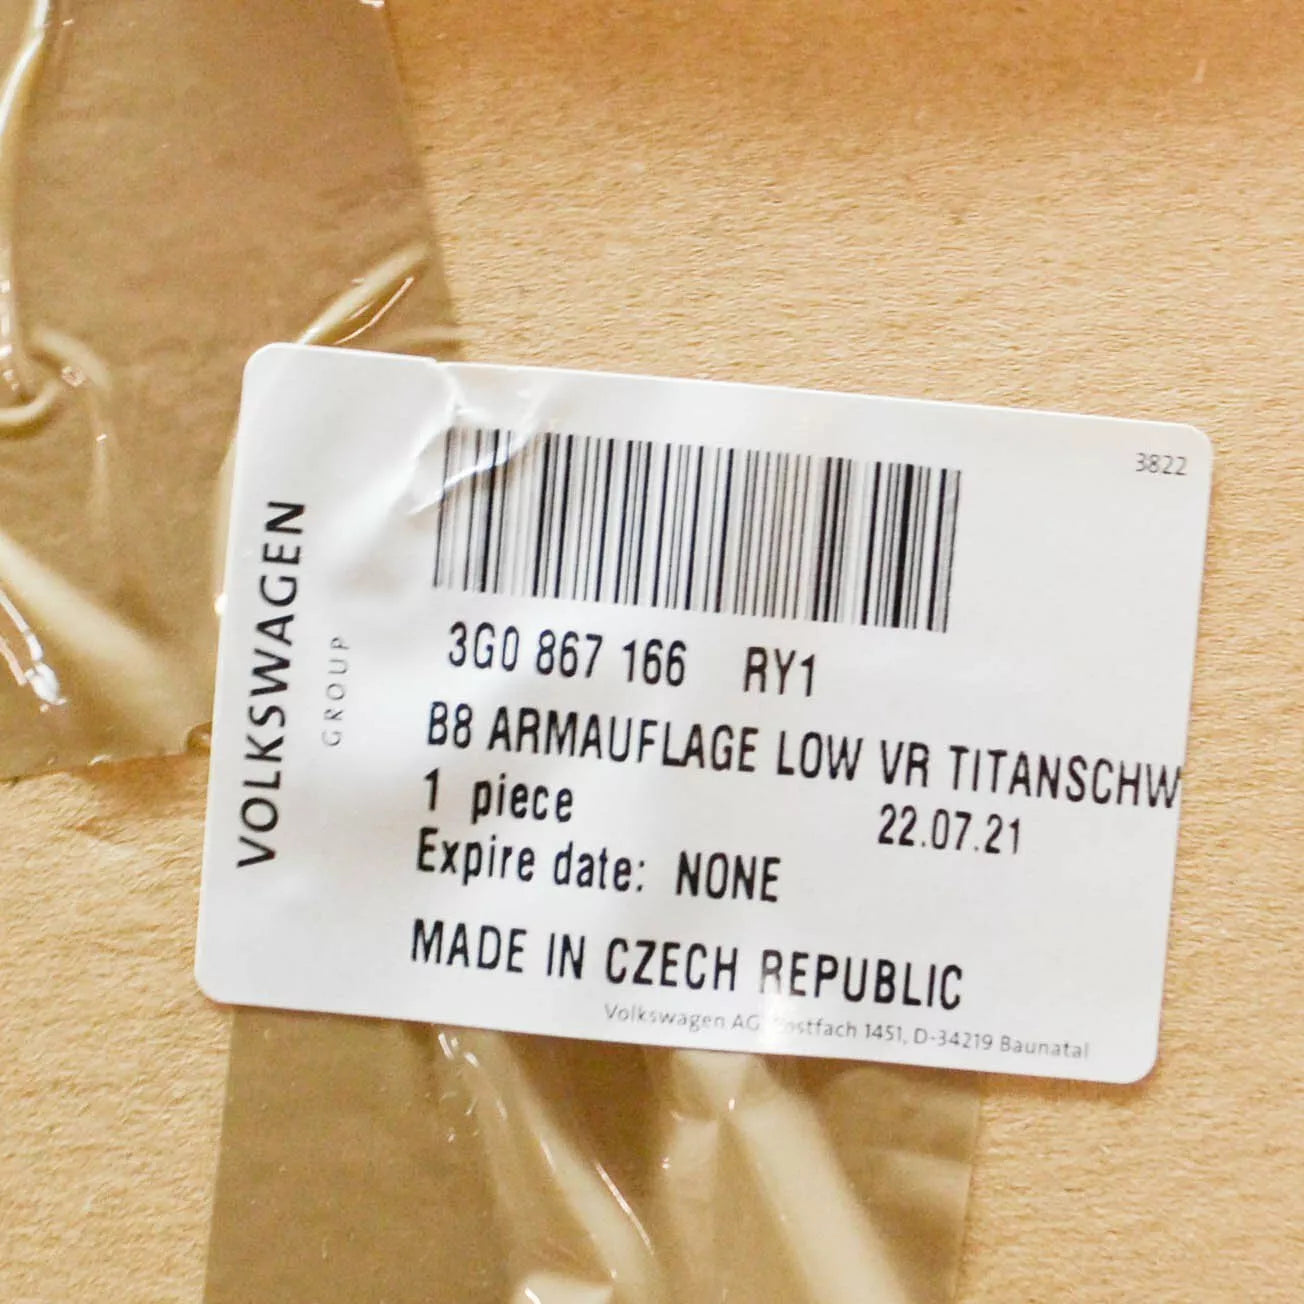 3822
VOLKSWAGEN
GROUP
3G0 867 166 RY1
B8 ARMAUFLAGE LOW VR TITANSCHW
1 piece 22.07.21
Expire date: NONE
MADE IN CZECH REPUBLIC
Volkswagen AG Postfach 1451, D-34219 Baunatal